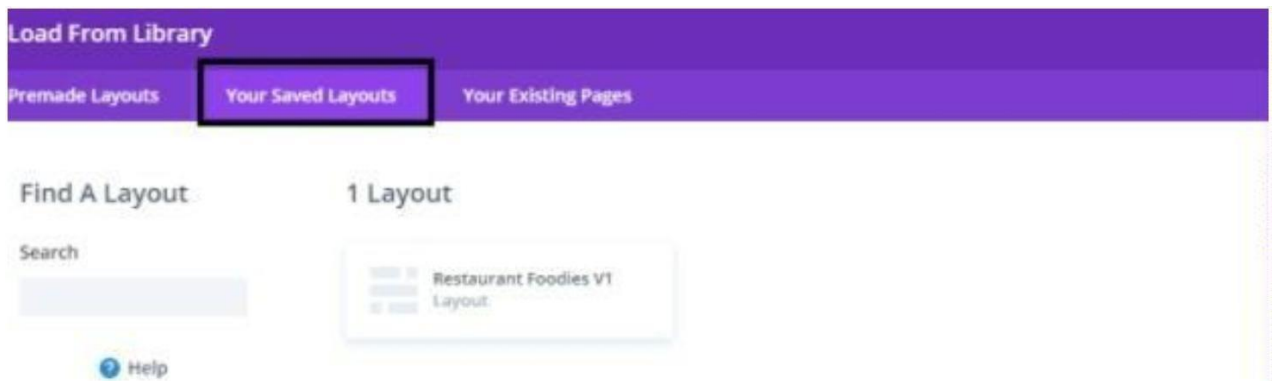 Load From Library
Premade Layouts Your Saved Layouts Your Existing Pages
Find A Layout
1 Layout
Search
Restaurant Foodies V1
Layout
Help